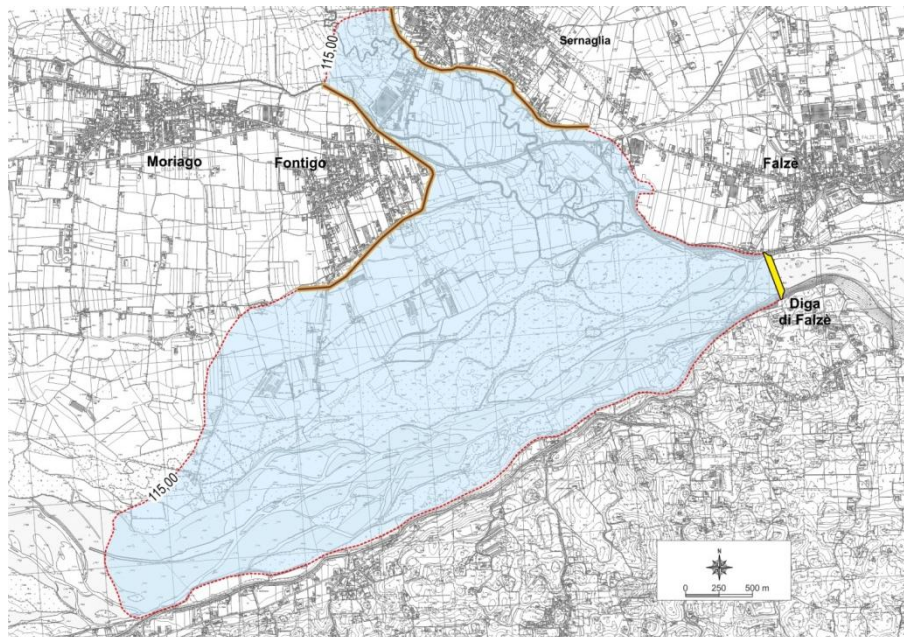 115,00
Sernaglia
Moriago
Fontigo
Falzè
Diga
di Falzè
115,00
N
0 250 500 m